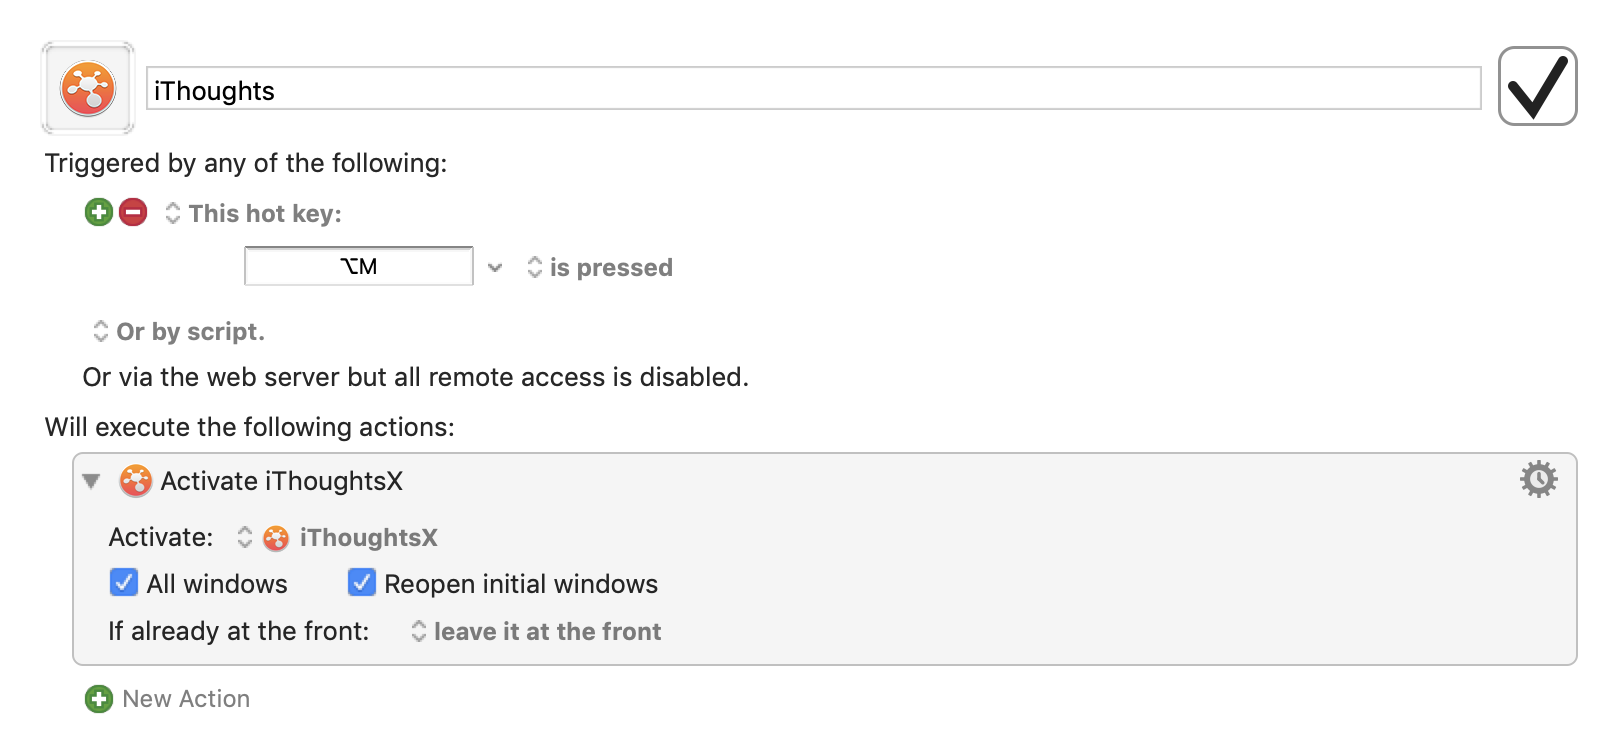 iThoughts
Triggered by any of the following:
This hot key:
⌥M is pressed
Or by script.
Or via the web server but all remote access is disabled.
Will execute the following actions:
Activate iThoughtsX
Activate: iThoughtsX
All windows Reopen initial windows
If already at the front: leave it at the front
New Action